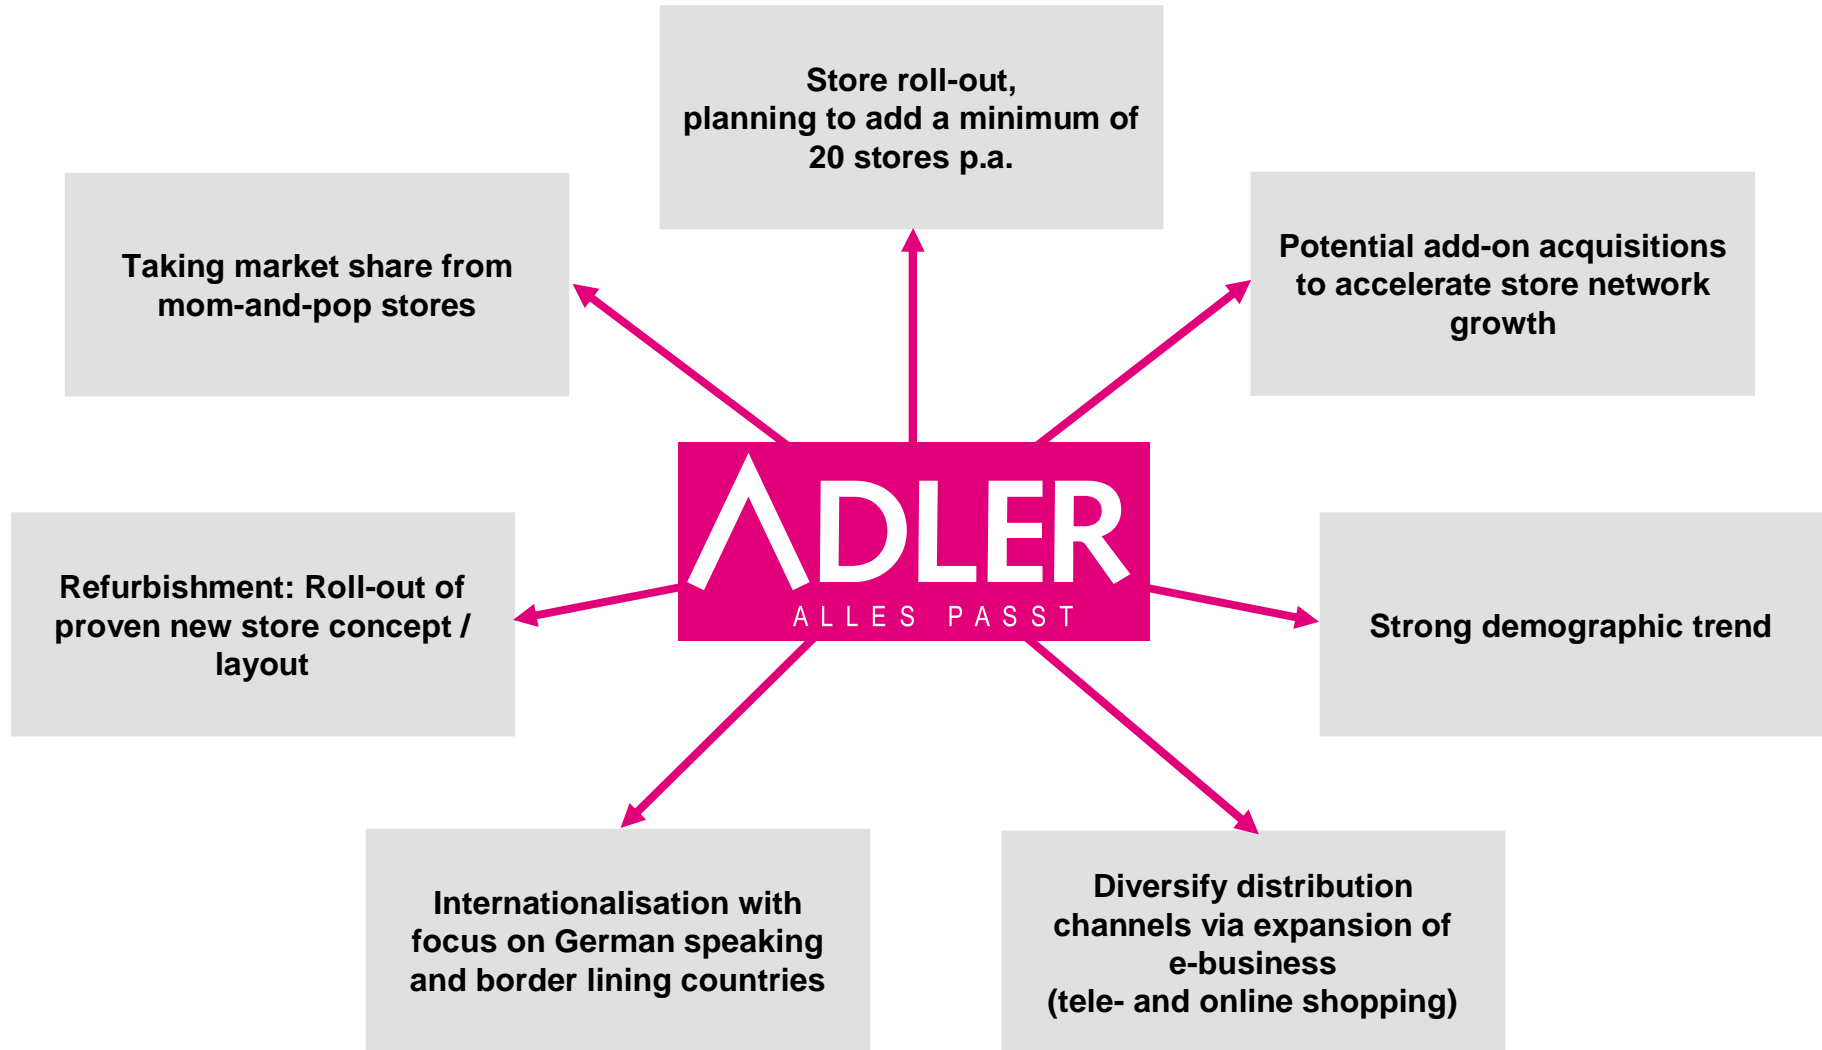 Store roll-out,
planning to add a minimum of
20 stores p.a.
Taking market share from
mom-and-pop stores
Potential add-on acquisitions
to accelerate store network
growth
ADLER
ALLES PASST
Refurbishment: Roll-out of
proven new store concept /
layout
Strong demographic trend
Internationalisation with
focus on German speaking
and border lining countries
Diversify distribution
channels via expansion of
e-business
(tele- and online shopping)